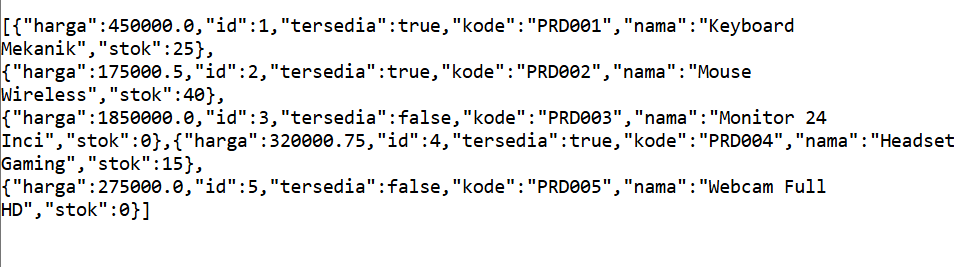 [{"harga":450000.0,"id":1,"tersedia":true,"kode":"PRD001","nama":"Keyboard
Mekanik","stok":25},
{"harga":175000.5,"id":2,"tersedia":true,"kode":"PRD002","nama":"Mouse
Wireless","stok":40},
{"harga":1850000.0,"id":3,"tersedia":false,"kode":"PRD003","nama":"Monitor 24
Inci","stok":0},{"harga":320000.75,"id":4,"tersedia":true,"kode":"PRD004","nama":"Headset
Gaming","stok":15},
{"harga":275000.0,"id":5,"tersedia":false,"kode":"PRD005","nama":"Webcam Full
HD","stok":0}]